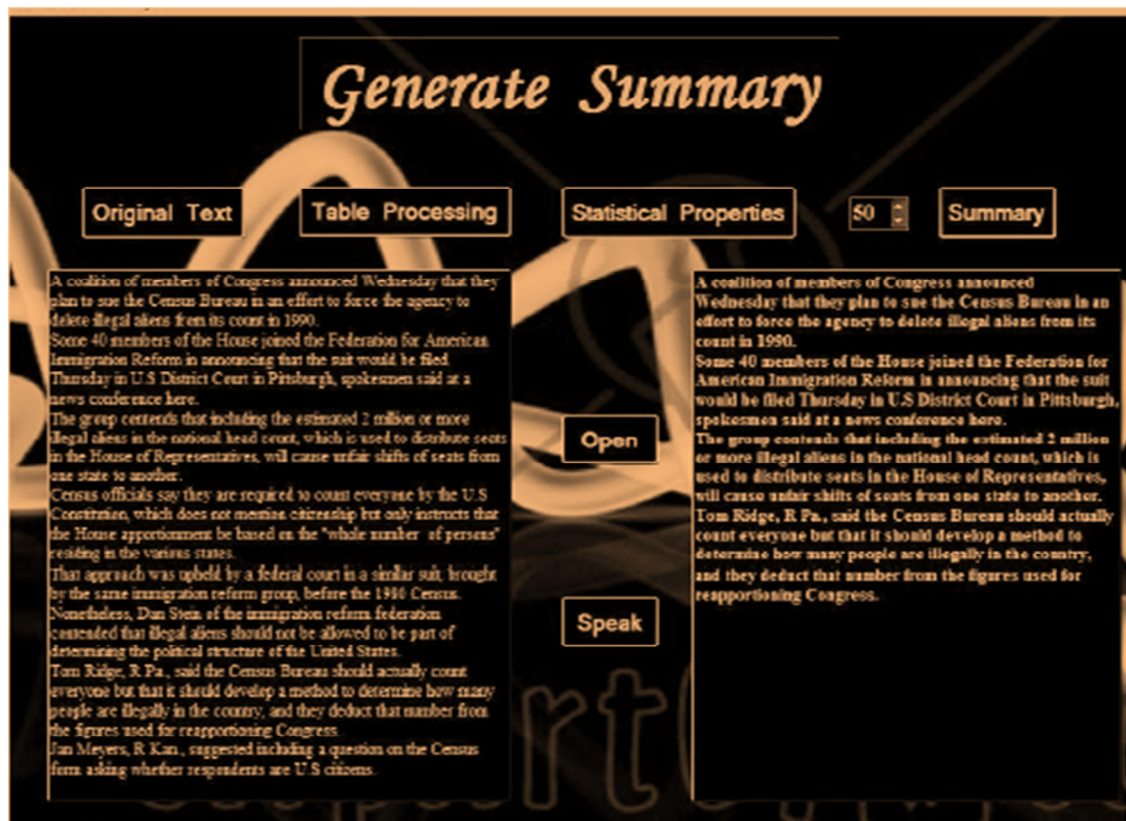 Generate Summary
Original Text
Table Processing
Statistical Properties
50
Summary
A coalition of members of Congress announced Wednesday that they
plan to sue the Census Bureau in an effort to force the agency to
delete illegal aliens from its count in 1990.
Some 40 members of the House joined the Federation for American
Immigration Reform in announcing that the suit would be filed
Thursday in U.S District Court in Pittsburgh, spokesmen said at a
news conference here.
The group contends that including the estimated 2 million or more
illegal aliens in the national head count, which is used to distribute seats
in the House of Representatives, will cause unfair shifts of seats from
one state to another.
Census officials say they are required to count everyone by the U.S
Constitution, which does not mention citizenship but only instructs that
the House apportionment be based on the "whole number of persons"
residing in the various states.
That approach was upheld by a federal court in a similar suit, brought
by the same immigration reform group, before the 1980 Census.
Nonetheless, Dan Stein of the immigration reform federation
contended that illegal aliens should not be allowed to be part of
determining the political structure of the United States.
Tom Ridge, R Pa., said the Census Bureau should actually count
everyone but that it should develop a method to determine how many
people are illegally in the country, and they deduct that number from
the figures used for reapportioning Congress.
Jan Meyers, R Kan., suggested including a question on the Census
form asking whether respondents are U.S citizens.
Open
Speak
A coalition of members of Congress announced
Wednesday that they plan to sue the Census Bureau in an
effort to force the agency to delete illegal aliens from its
count in 1990.
Some 40 members of the House joined the Federation for
American Immigration Reform in announcing that the suit
would be filed Thursday in U.S District Court in Pittsburgh,
spokesmen said at a news conference here.
The group contends that including the estimated 2 million
or more illegal aliens in the national head count, which is
used to distribute seats in the House of Representatives,
will cause unfair shifts of seats from one state to another.
Tom Ridge, R Pa., said the Census Bureau should actually
count everyone but that it should develop a method to
determine how many people are illegally in the country,
and they deduct that number from the figures used for
reapportioning Congress.